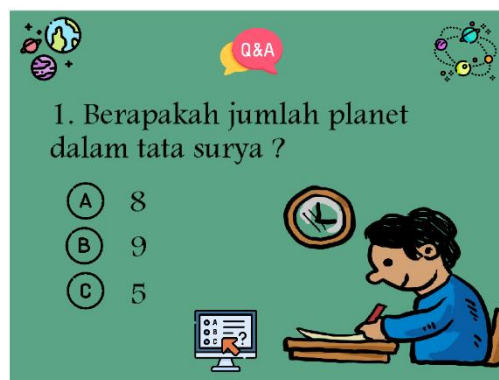 Q&A
1. Berapakah jumlah planet
dalam tata surya ?
A 8
B 9
C 5
A
B
C ?